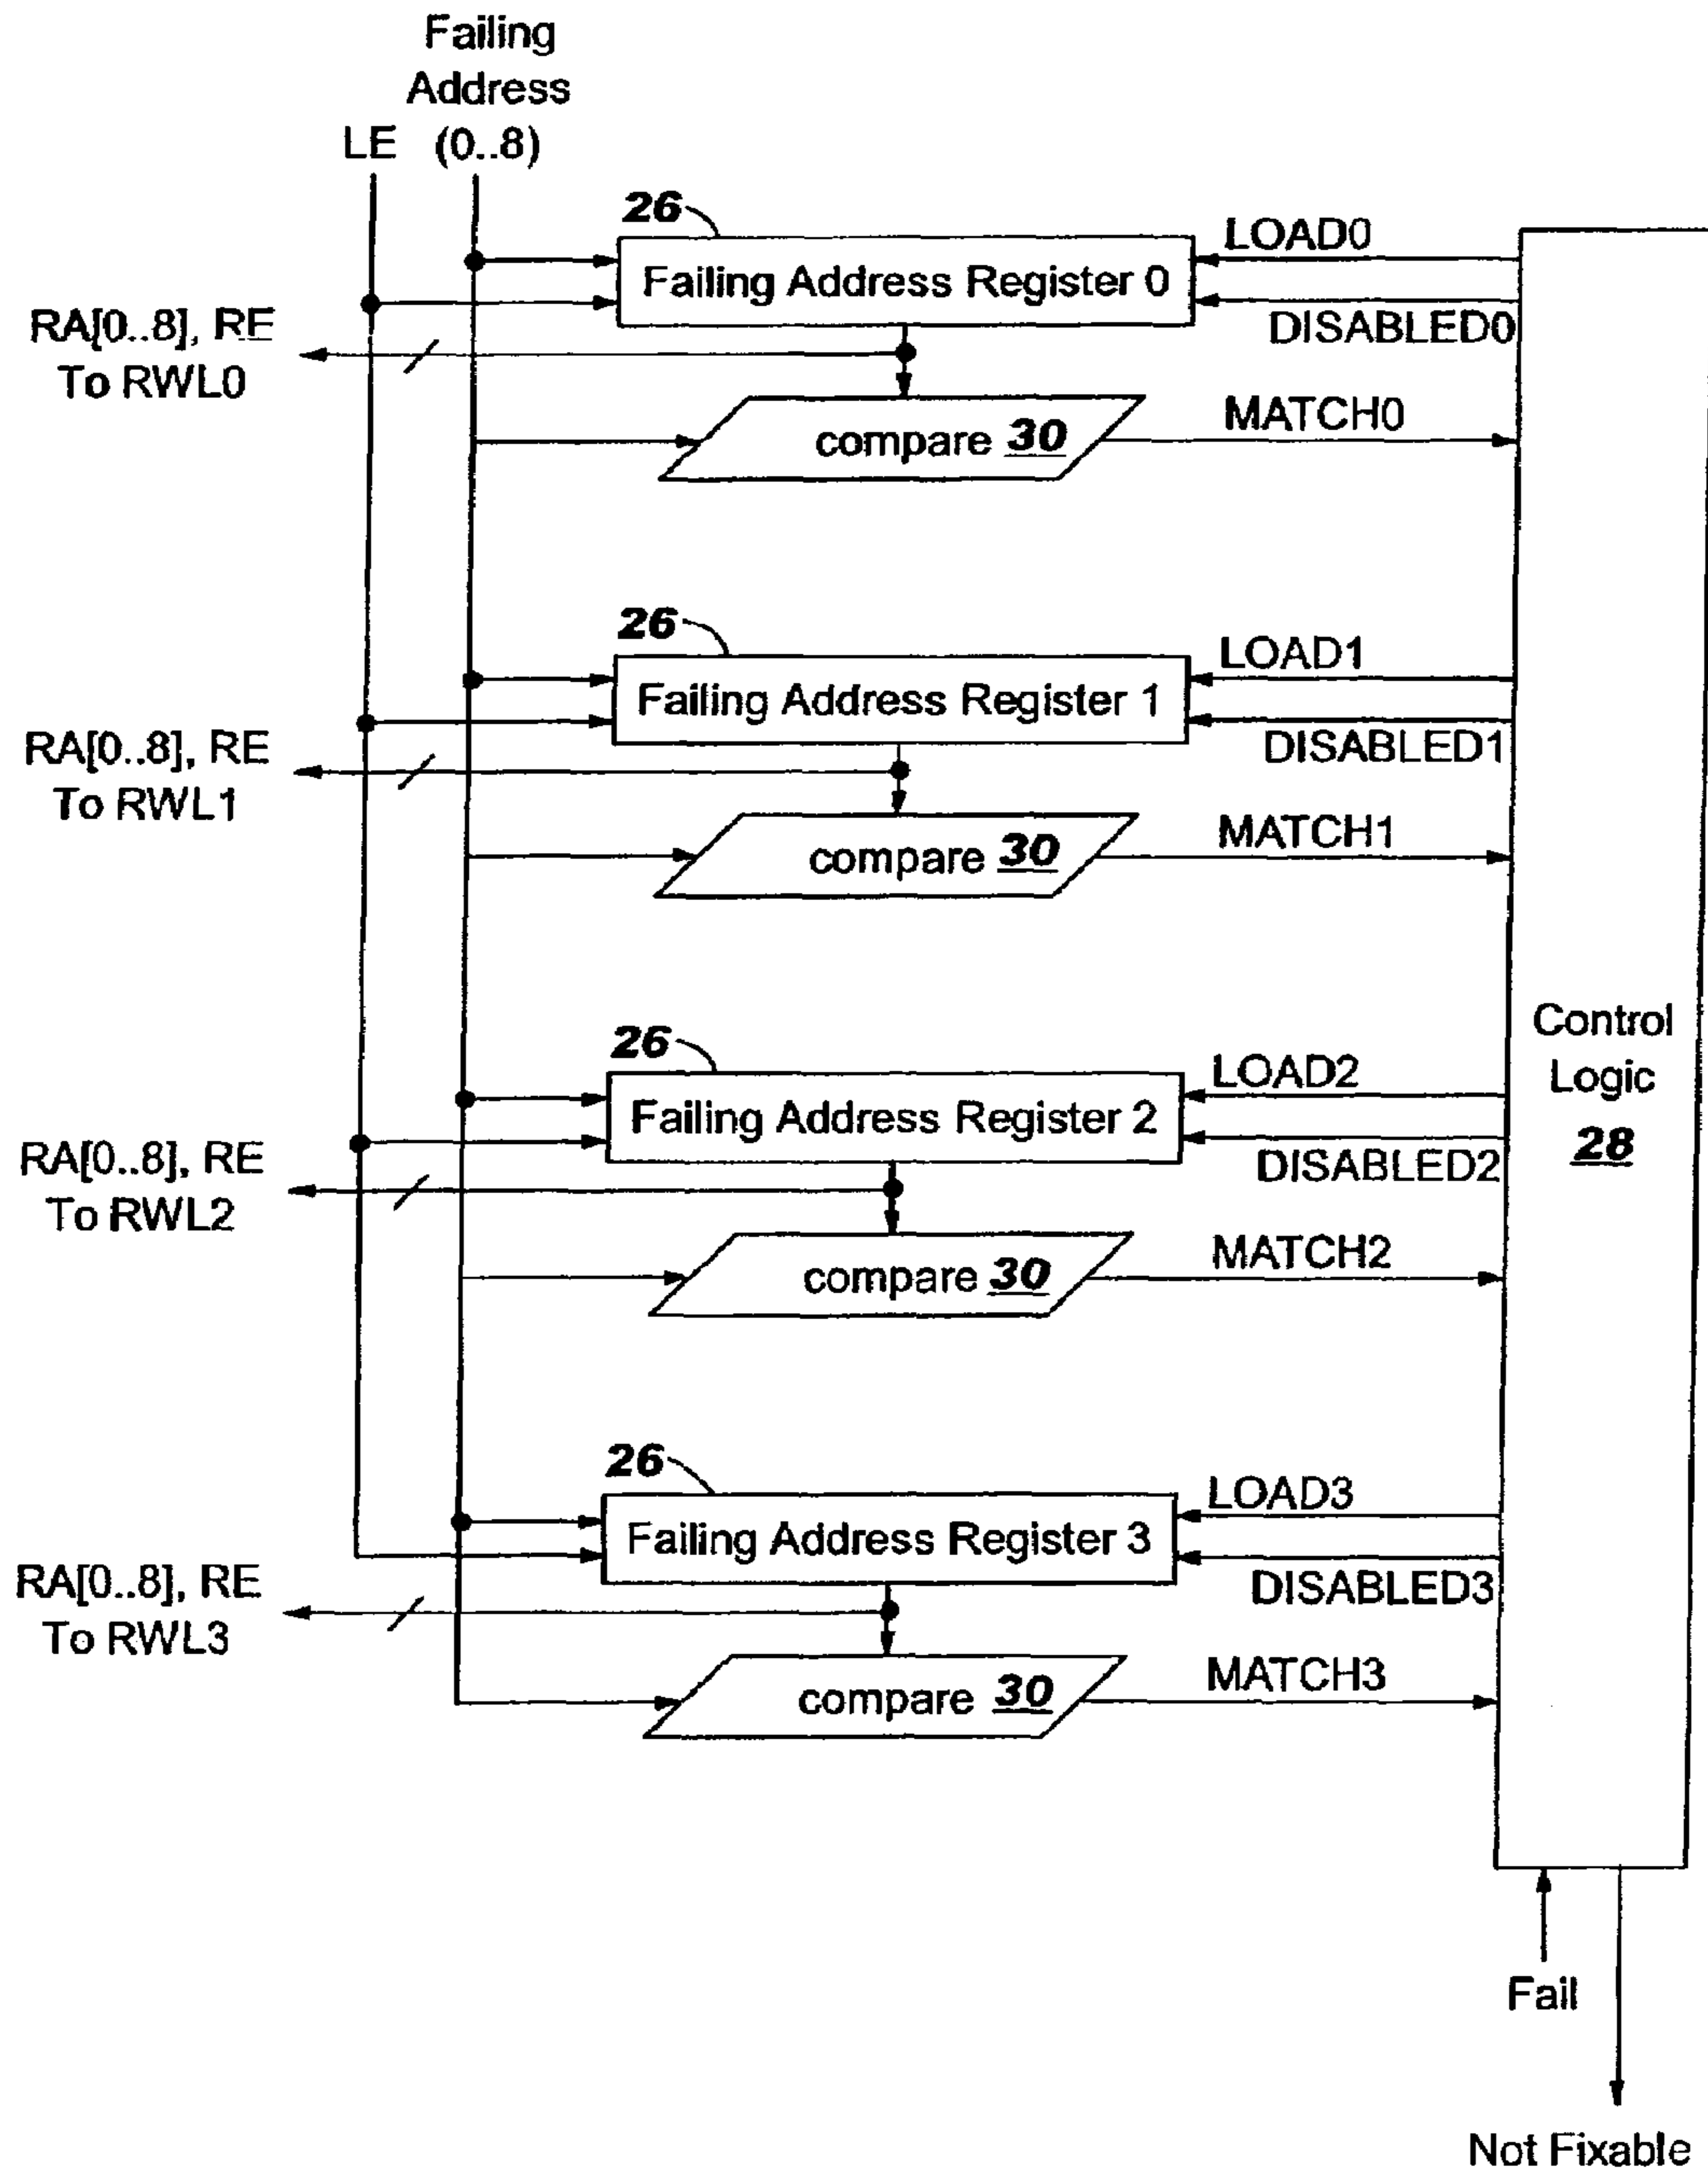 Failing
Address
(0..8)
LE
26
Failing Address Register 0
LOAD0
DISABLED0
RA[0..8], RE
To RWL0
compare 30
MATCH0
26
Failing Address Register 1
LOAD1
DISABLED1
RA[0..8], RE
To RWL1
compare 30
MATCH1
Control
Logic
28
26
Failing Address Register 2
LOAD2
DISABLED2
RA[0..8], RE
To RWL2
compare 30
MATCH2
26
Failing Address Register 3
LOAD3
DISABLED3
RA[0..8], RE
To RWL3
compare 30
MATCH3
Fail
Not Fixable